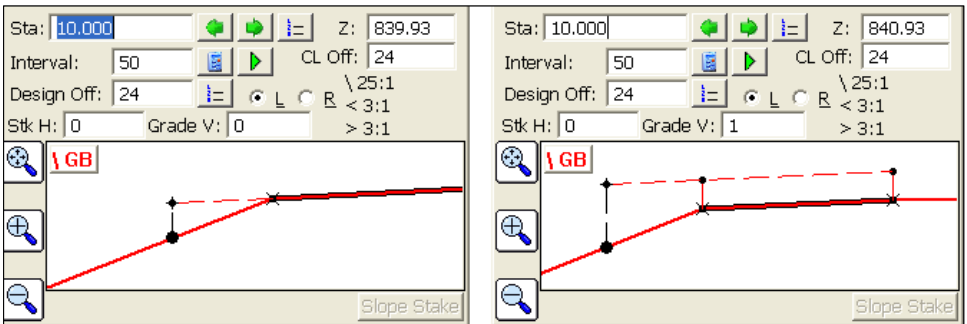 Sta: 10.000 Z: 839.93
Interval: 50 CL Off: 24
Design Off: 24 L R \ 25:1
< 3:1
Stk H: 0 Grade V: 0 > 3:1
\ GB
Slope Stake
Sta: 10.000 Z: 840.93
Interval: 50 CL Off: 24
Design Off: 24 L R \ 25:1
< 3:1
Stk H: 0 Grade V: 1 > 3:1
\ GB
Slope Stake